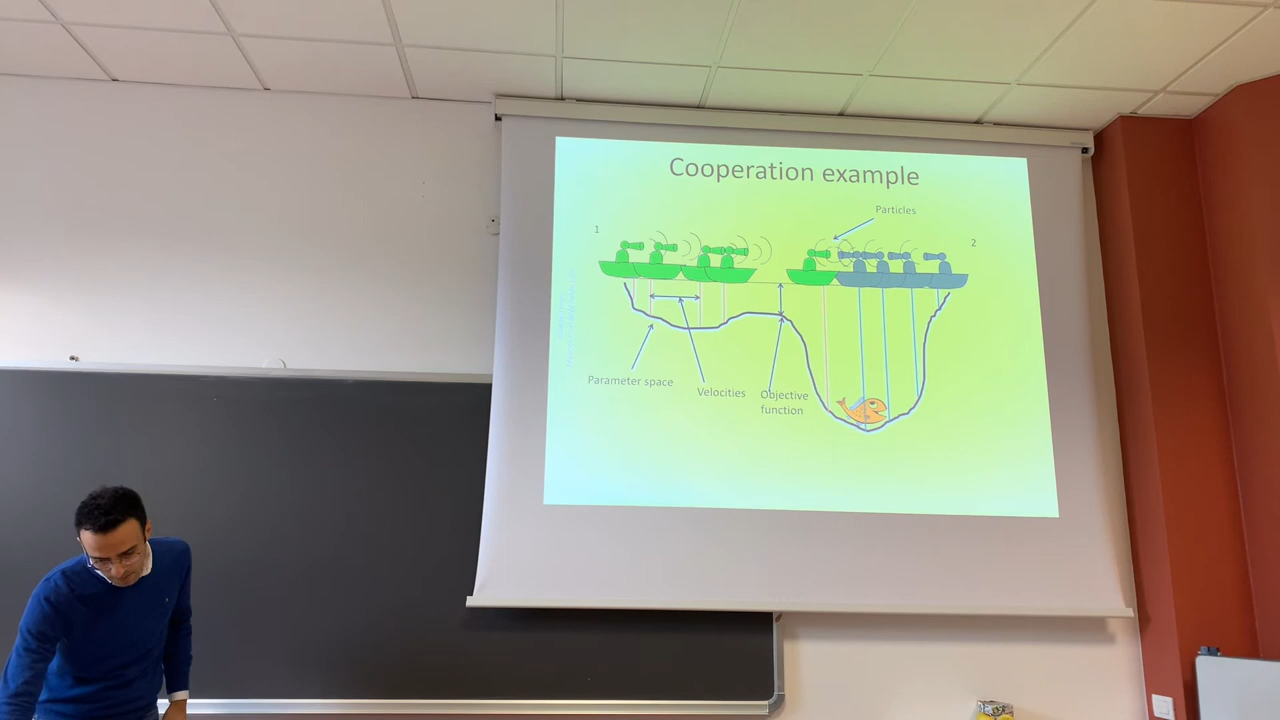 Cooperation example
Particles
1
2
Parameter space
Velocities
Objective
function